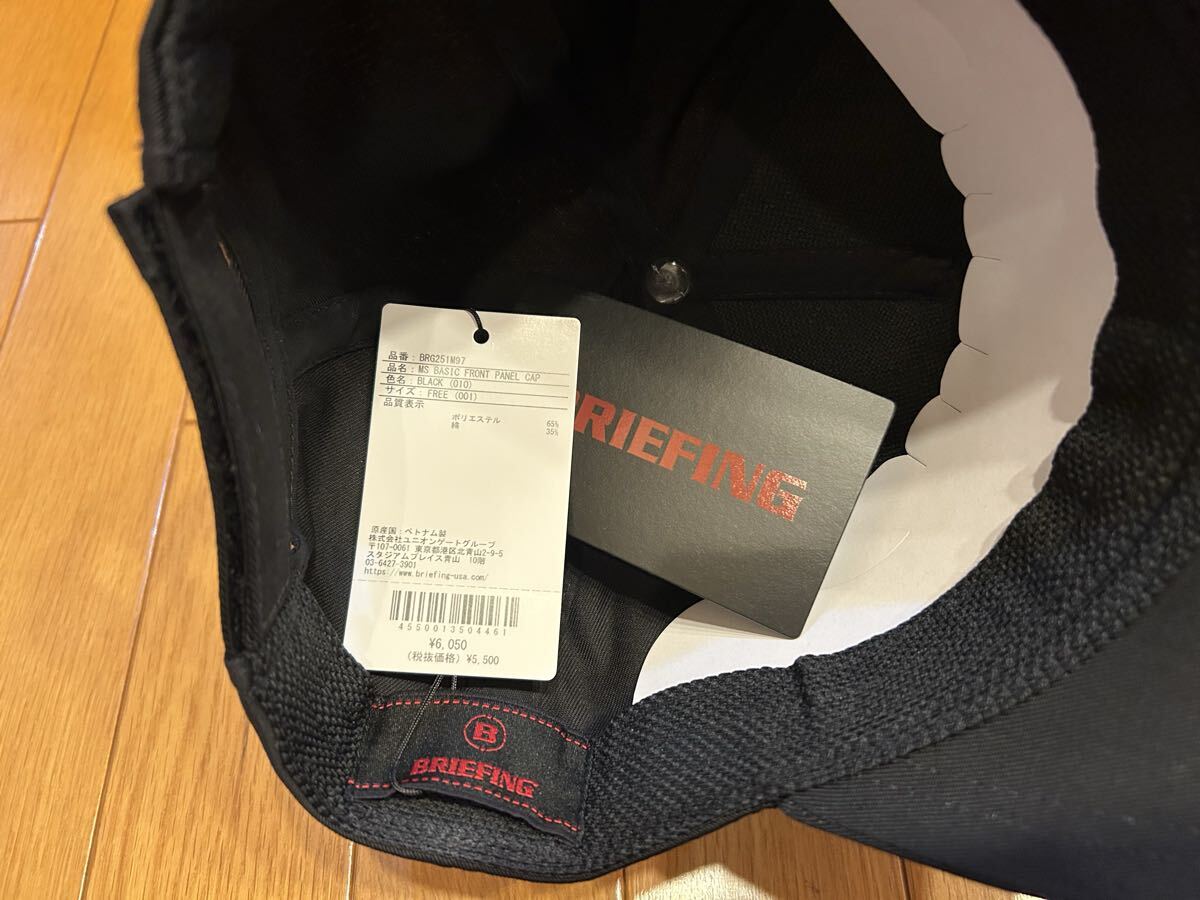 品番：BRG251M97
品名：MS BASIC FRONT PANEL CAP
色名：BLACK (010)
サイズ：FREE (001)
品質表示
ポリエステル 65%
綿 35%
原産国：ベトナム製
株式会社ユニオンゲートグループ
〒107-0061 東京都港区北青山2-9-5
スタジアムプレイス青山 10階
03-6427-3901
https://www.briefing-usa.com/
4550013504461
¥6,050
(税抜価格) ¥5,500
BRIEFING
B
BRIEFING